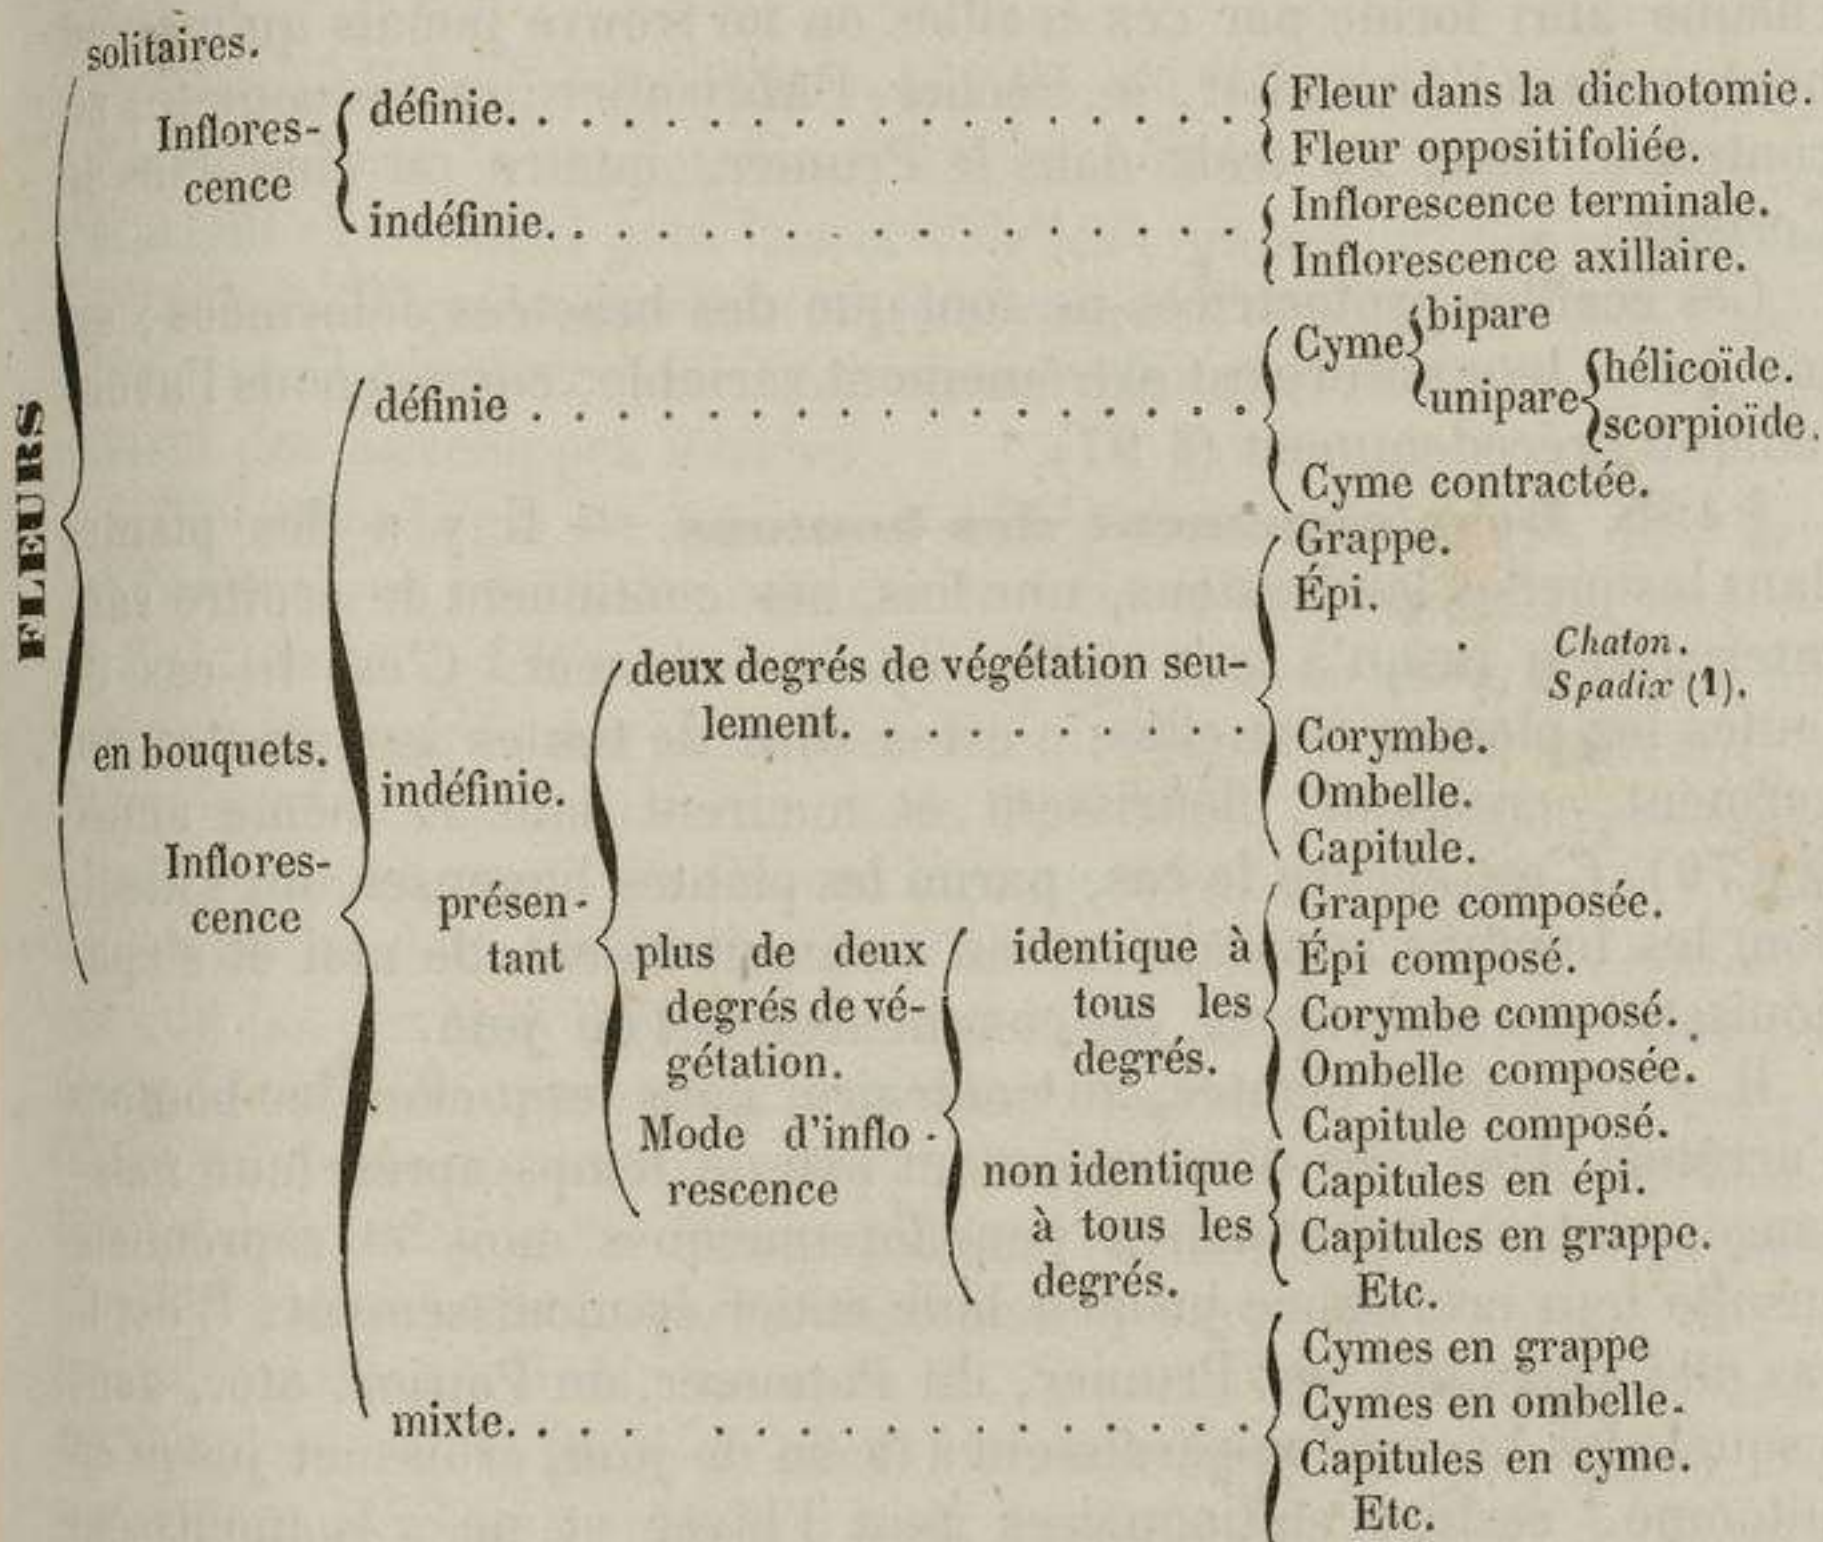 FLEURS
solitaires.
Inflores-
cence
définie. . . . . . . . . . . . . . . . . .
Fleur dans la dichotomie.
Fleur oppositifoliée.
indéfinie. . . . . . . . . . . . . . . . .
Inflorescence terminale.
Inflorescence axillaire.
en bouquets.
Inflores-
cence
définie . . . . . . . . . . . . . . . . .
Cyme
bipare
unipare
hélicoïde.
scorpioïde.
Cyme contractée.
indéfinie.
présen-
tant
deux degrés de végétation seu-
lement. . . . . . . . . .
Grappe.
Épi.
Chaton.
Spadix (1).
Corymbe.
Ombelle.
Capitule.
plus de deux
degrés de vé-
gétation.
Mode d'inflo-
rescence
identique à
tous les
degrés.
Grappe composée.
Épi composé.
Corymbe composé.
Ombelle composée.
Capitule composé.
non identique
à tous les
degrés.
Capitules en épi.
Capitules en grappe.
Etc.
mixte. . . . . . . . . . . . . . .
Cymes en grappe
Cymes en ombelle.
Capitules en cyme.
Etc.